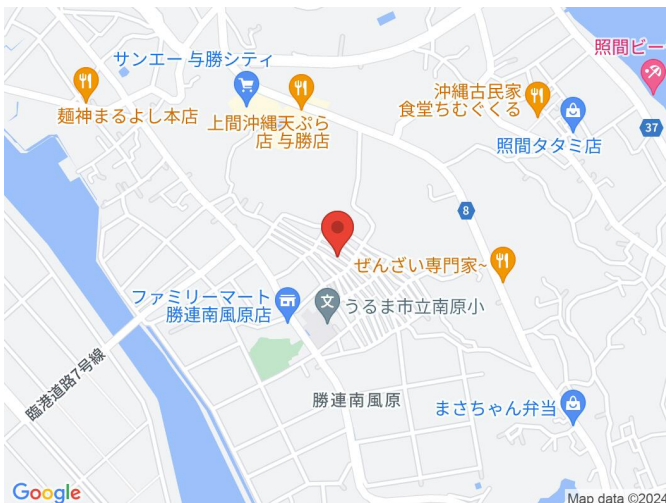 サンエー 与勝シティ
照間ビー
麺神まるよし本店
上間沖縄天ぷら
店 与勝店
沖縄古民家
食堂ちむぐくる
照間タタミ店
37
8
ぜんざい専門家~
ファミリーマート
勝連南風原店
文
うるま市立南原小
臨港道路7号線
勝連南風原
まさちゃん弁当
Google
Map data ©2024